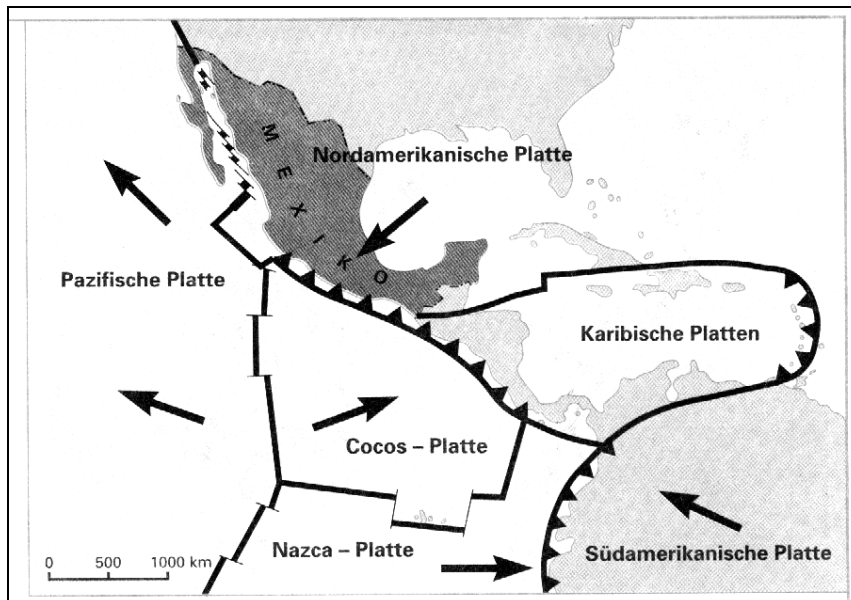 MEXIKO
Nordamerikanische Platte
Pazifische Platte
Karibische Platten
Cocos – Platte
Nazca – Platte
Südamerikanische Platte
0 500 1000 km